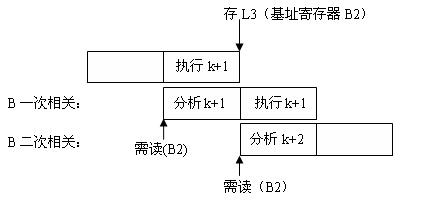 存 L3（基址寄存器 B2）
执行 k+1
B 一次相关：
分析 k+1
执行 k+1
B 二次相关：
需读(B2)
分析 k+2
需读（B2）